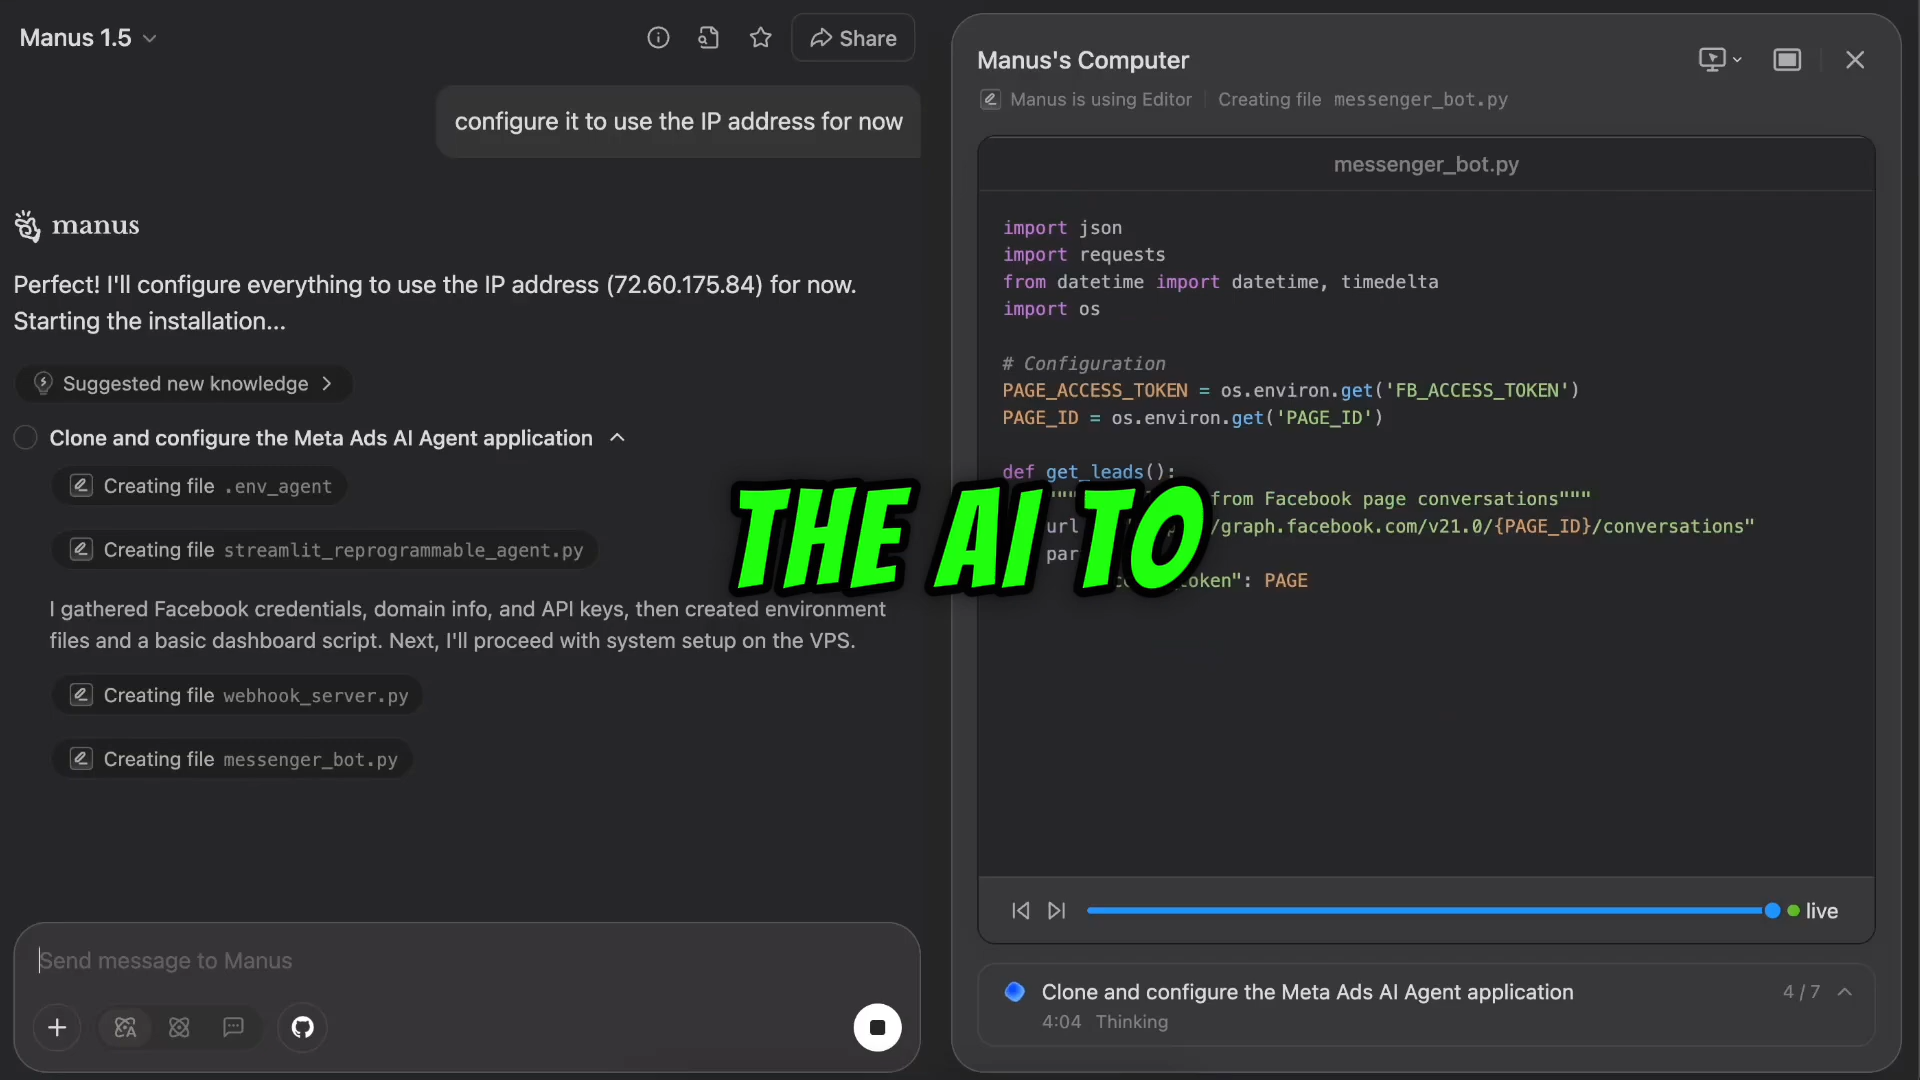 Manus 1.5
Share
configure it to use the IP address for now
manus
Perfect! I'll configure everything to use the IP address (72.60.175.84) for now.
Starting the installation...
Suggested new knowledge
Clone and configure the Meta Ads AI Agent application
Creating file .env_agent
Creating file streamlit_reprogrammable_agent.py
I gathered Facebook credentials, domain info, and API keys, then created environment
files and a basic dashboard script. Next, I'll proceed with system setup on the VPS.
Creating file webhook_server.py
Creating file messenger_bot.py
Send message to Manus
THE AI TO
Manus's Computer
Manus is using Editor
Creating file messenger_bot.py
messenger_bot.py
import json
import requests
from datetime import datetime, timedelta
import os
# Configuration
PAGE_ACCESS_TOKEN = os.environ.get('FB_ACCESS_TOKEN')
PAGE_ID = os.environ.get('PAGE_ID')
def get_leads():
""" from Facebook page conversations"""
url /graph.facebook.com/v21.0/{PAGE_ID}/conversations"
": PAGE
live
Clone and configure the Meta Ads AI Agent application
4 / 7
4:04 Thinking